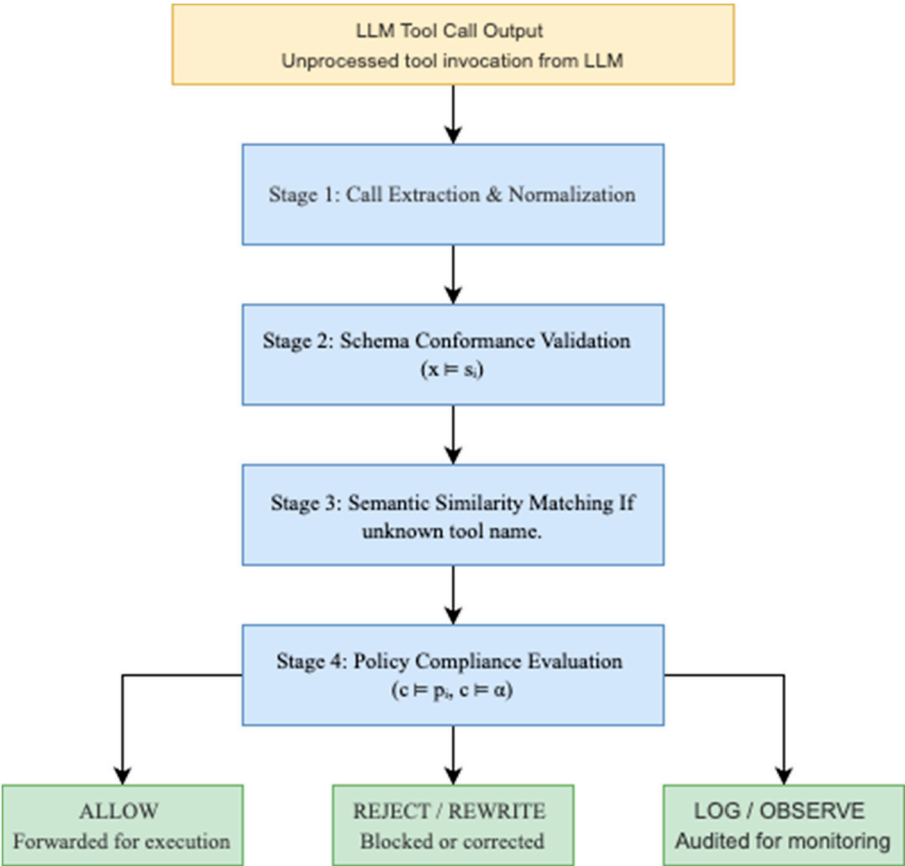 LLM Tool Call Output
Unprocessed tool invocation from LLM
Stage 1: Call Extraction & Normalization
Stage 2: Schema Conformance Validation
(x ⊨ sᵢ)
Stage 3: Semantic Similarity Matching If
unknown tool name.
Stage 4: Policy Compliance Evaluation
(c ⊨ pᵢ, c ⊨ α)
ALLOW
Forwarded for execution
REJECT / REWRITE
Blocked or corrected
LOG / OBSERVE
Audited for monitoring